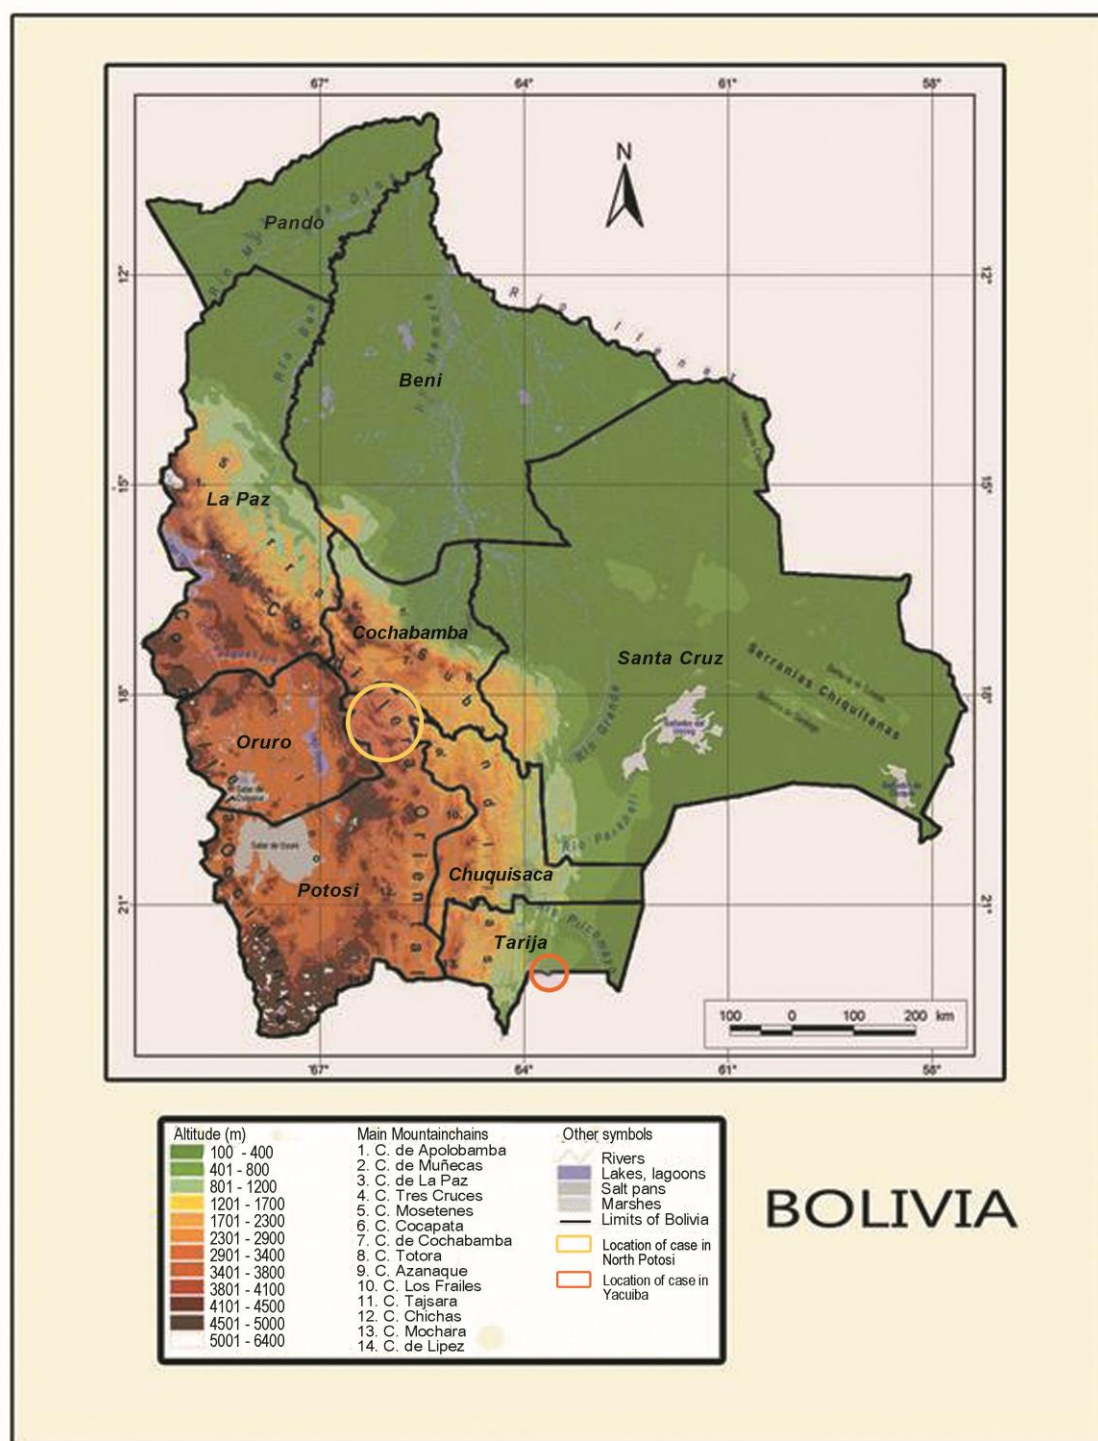 67° 64° 61° 58°
N
Pando
12° 12°
Beni
15° 15°
La Paz
Cochabamba
Santa Cruz
Serranías Chiquitanas
18° 18°
Río Grande
Oruro
Río Parapetí
Salar de Uyuni
Chuquisaca
Potosi
Oriental
21° 21°
Tarija
100 0 100 200 km
67° 64° 61° 58°
Altitude (m)
100 - 400
401 - 800
801 - 1200
1201 - 1700
1701 - 2300
2301 - 2900
2901 - 3400
3401 - 3800
3801 - 4100
4101 - 4500
4501 - 5000
5001 - 6400
Main Mountainchains
1. C. de Apolobamba
2. C. de Muñecas
3. C. de La Paz
4. C. Tres Cruces
5. C. Mosetenes
6. C. Cocapata
7. C. de Cochabamba
8. C. Totora
9. C. Azanaque
10. C. Los Frailes
11. C. Tajsara
12. C. Chichas
13. C. Mochara
14. C. de Lipez
Other symbols
Rivers
Lakes, lagoons
Salt pans
Marshes
Limits of Bolivia
Location of case in
North Potosi
Location of case in
Yacuiba
BOLIVIA